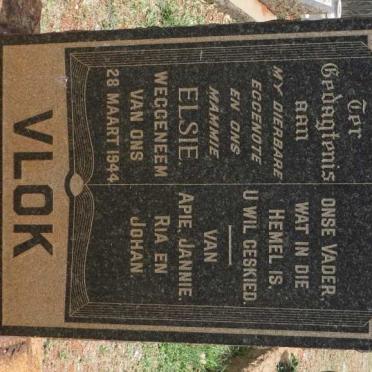 Ter
Gedagtenis
aan
MY DIERBARE
EGGENOTE
EN ONS
MAMMIE
ELSIE
WEGGENEEM
VAN ONS
28 MAART 1944
ONSE VADER,
WAT IN DIE
HEMEL IS,
U WIL GESKIED.
VAN
APIE, JANNIE,
RIA EN
JOHAN
VLOK